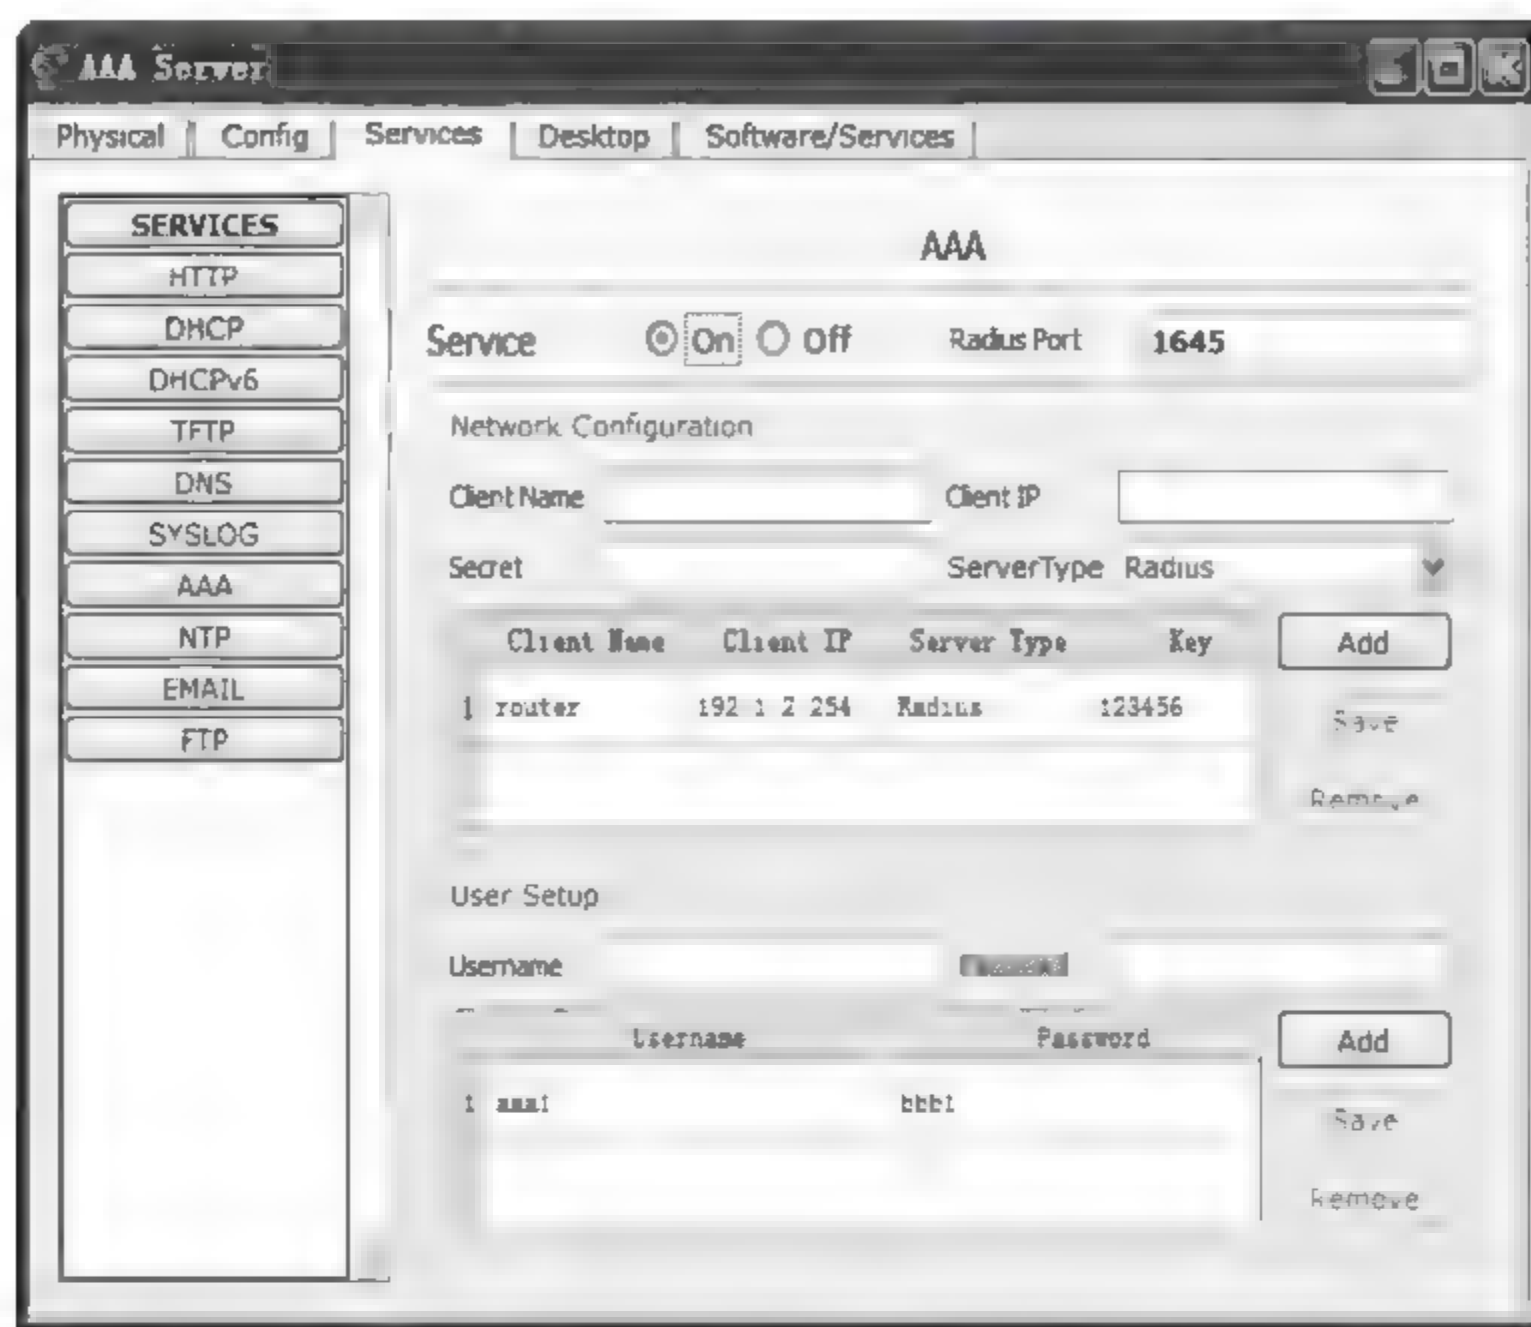 AAA Server
Physical Config Services Desktop Software/Services
SERVICES
HTTP
DHCP
DHCPv6
TFTP
DNS
SYSLOG
AAA
NTP
EMAIL
FTP
AAA
Service On Off Radius Port 1645
Network Configuration
Client Name Client IP
Secret ServerType Radius
Client Name Client IP Server Type Key Add
1 router 192 1 2 254 Radius 123456 Save
Remove
User Setup
Username
Username Password Add
1 aaa1 bbb1 Save
Remove